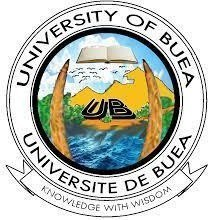 UNIVERSITY OF BUEA
UB
UNIVERSITE DE BUEA
KNOWLEDGE WITH WISDOM